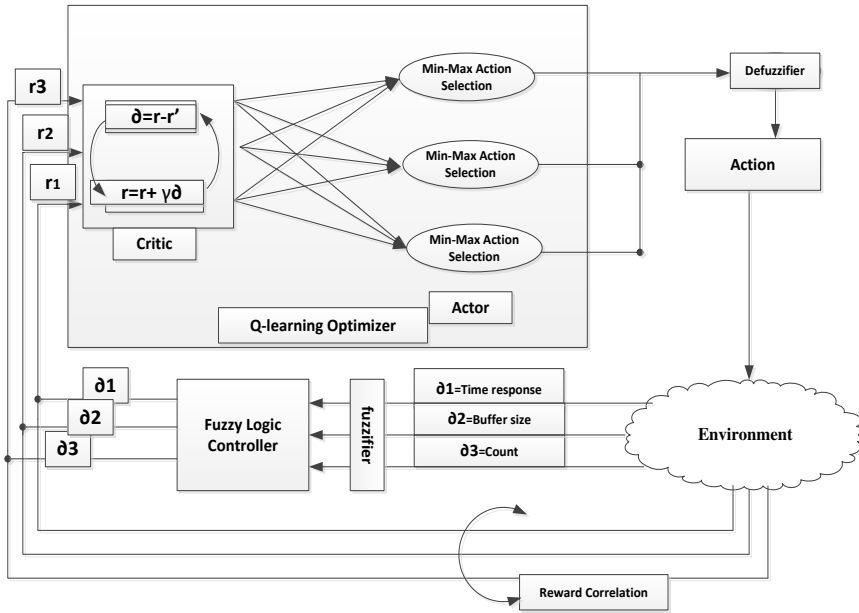 r3
r2
r1
∂=r-r'
r=r+ γ∂
Critic
Min-Max Action
Selection
Min-Max Action
Selection
Min-Max Action
Selection
Actor
Q-learning Optimizer
Defuzzifier
Action
∂1
∂2
∂3
Fuzzy Logic
Controller
fuzzifier
∂1=Time response
∂2=Buffer size
∂3=Count
Environment
Reward Correlation